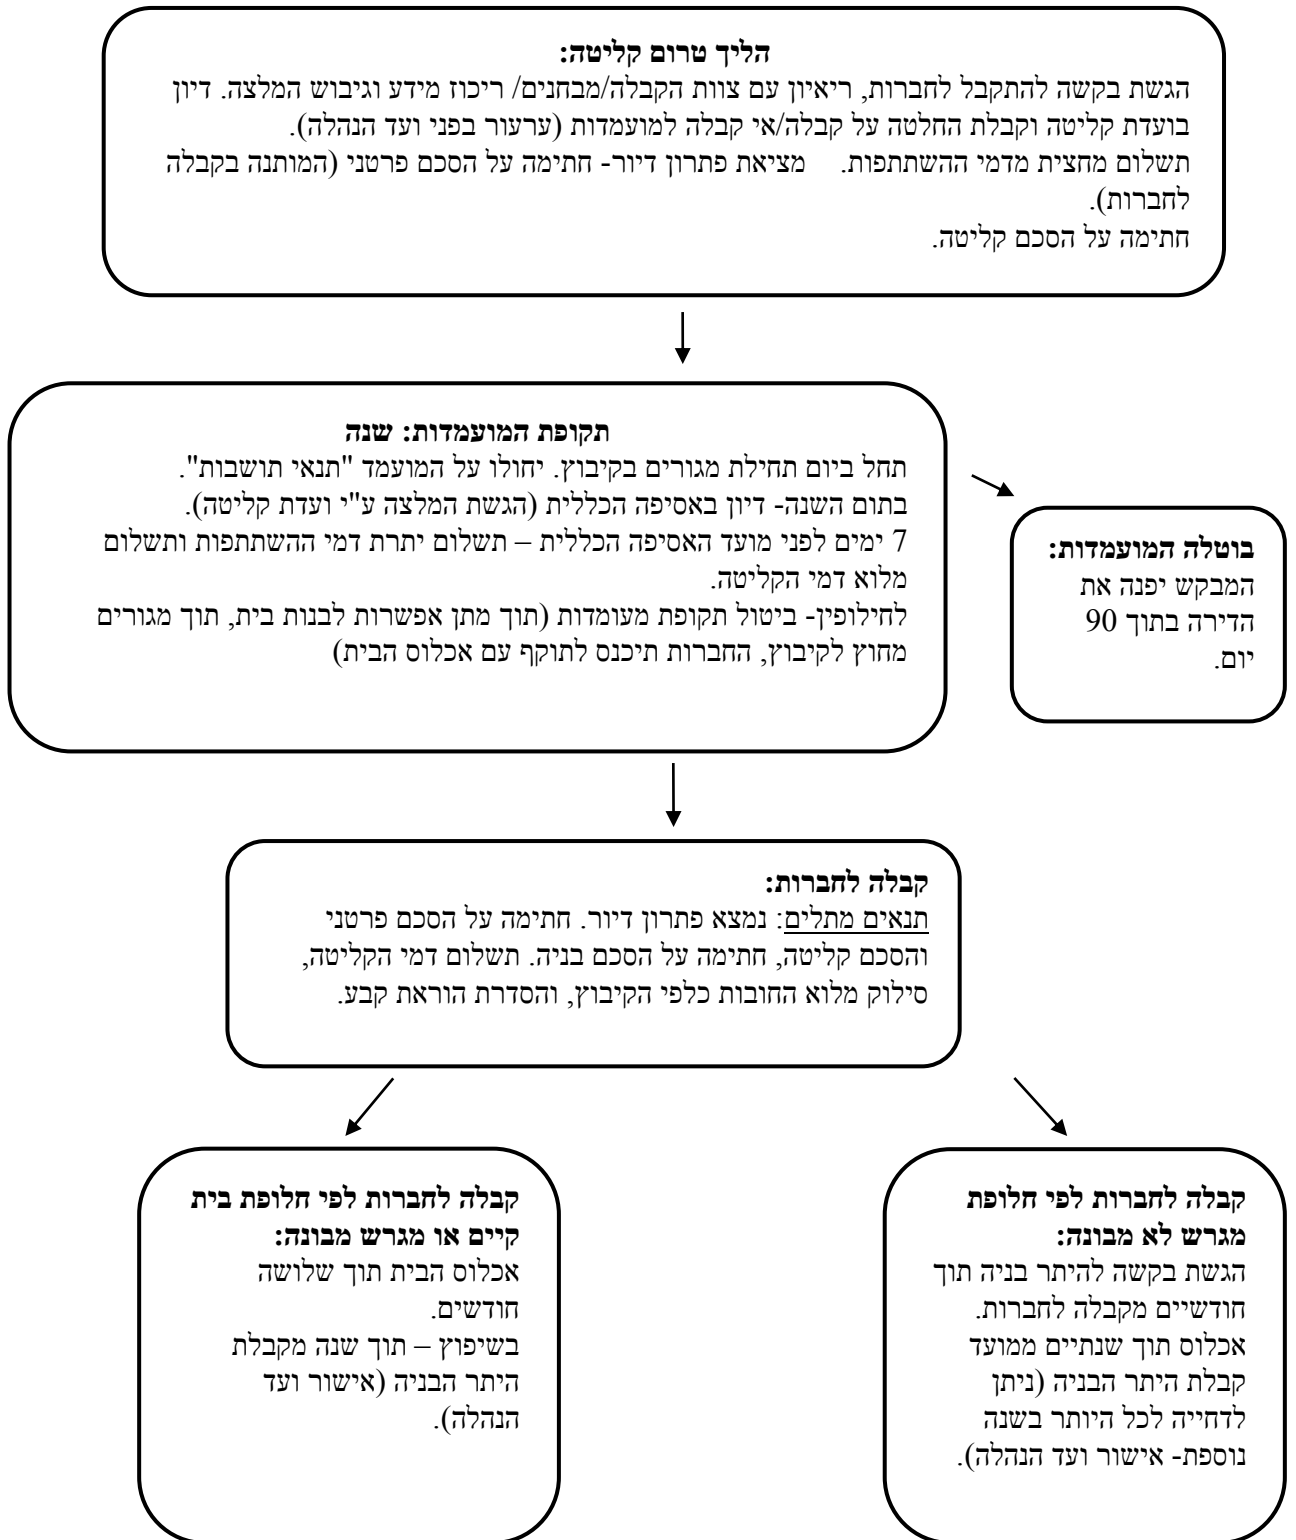 הליך טרום קליטה:
הגשת בקשה להתקבל לחברות, ריאיון עם צוות הקבלה/מבחנים/ ריכוז מידע וגיבוש המלצה. דיון
בועדת קליטה וקבלת החלטה על קבלה/אי קבלה למועמדות (ערעור בפני ועד הנהלה).
תשלום מחצית מדמי ההשתתפות. מציאת פתרון דיור- חתימה על הסכם פרטני (המותנה בקבלה
לחברות).
חתימה על הסכם קליטה.
תקופת המועמדות: שנה
תחל ביום תחילת מגורים בקיבוץ. יחולו על המועמד "תנאי תושבות".
בתום השנה- דיון באסיפה הכללית (הגשת המלצה ע"י ועדת קליטה).
7 ימים לפני מועד האסיפה הכללית – תשלום יתרת דמי ההשתתפות ותשלום
מלוא דמי הקליטה.
לחילופין- ביטול תקופת מעומדות (תוך מתן אפשרות לבנות בית, תוך מגורים
מחוץ לקיבוץ, החברות תיכנס לתוקף עם אכלוס הבית)
בוטלה המועמדות:
המבקש יפנה את
הדירה בתוך 90
יום.
קבלה לחברות:
תנאים מתלים: נמצא פתרון דיור. חתימה על הסכם פרטני
והסכם קליטה, חתימה על הסכם בניה. תשלום דמי הקליטה,
סילוק מלוא החובות כלפי הקיבוץ, והסדרת הוראת קבע.
קבלה לחברות לפי חלופת
מגרש לא מבונה:
הגשת בקשה להיתר בניה תוך
חודשיים מקבלה לחברות.
אכלוס תוך שנתיים ממועד
קבלת היתר הבניה (ניתן
לדחייה לכל היותר בשנה
נוספת- אישור ועד הנהלה).
קבלה לחברות לפי חלופת בית
קיים או מגרש מבונה:
אכלוס הבית תוך שלושה
חודשים.
בשיפוץ – תוך שנה מקבלת
היתר הבניה (אישור ועד
הנהלה).